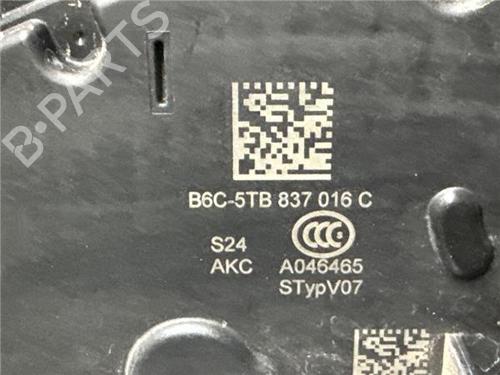 B-PARTS
B6C-5TB 837 016 C
S24
CCC
AKC A046465
STypV07